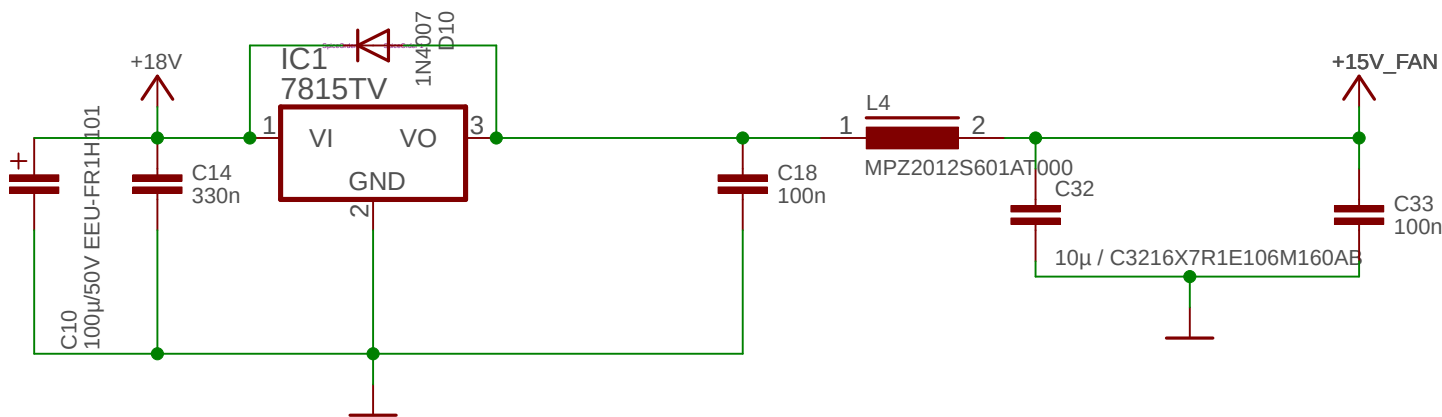 1N4007
D10
IC1
7815TV
+18V
+15V_FAN
1
VI
VO
3
GND
2
L4
1
2
MPZ2012S601AT000
C10
100µ/50V EEU-FR1H101
+
C14
330n
C18
100n
C32
10µ / C3216X7R1E106M160AB
C33
100n